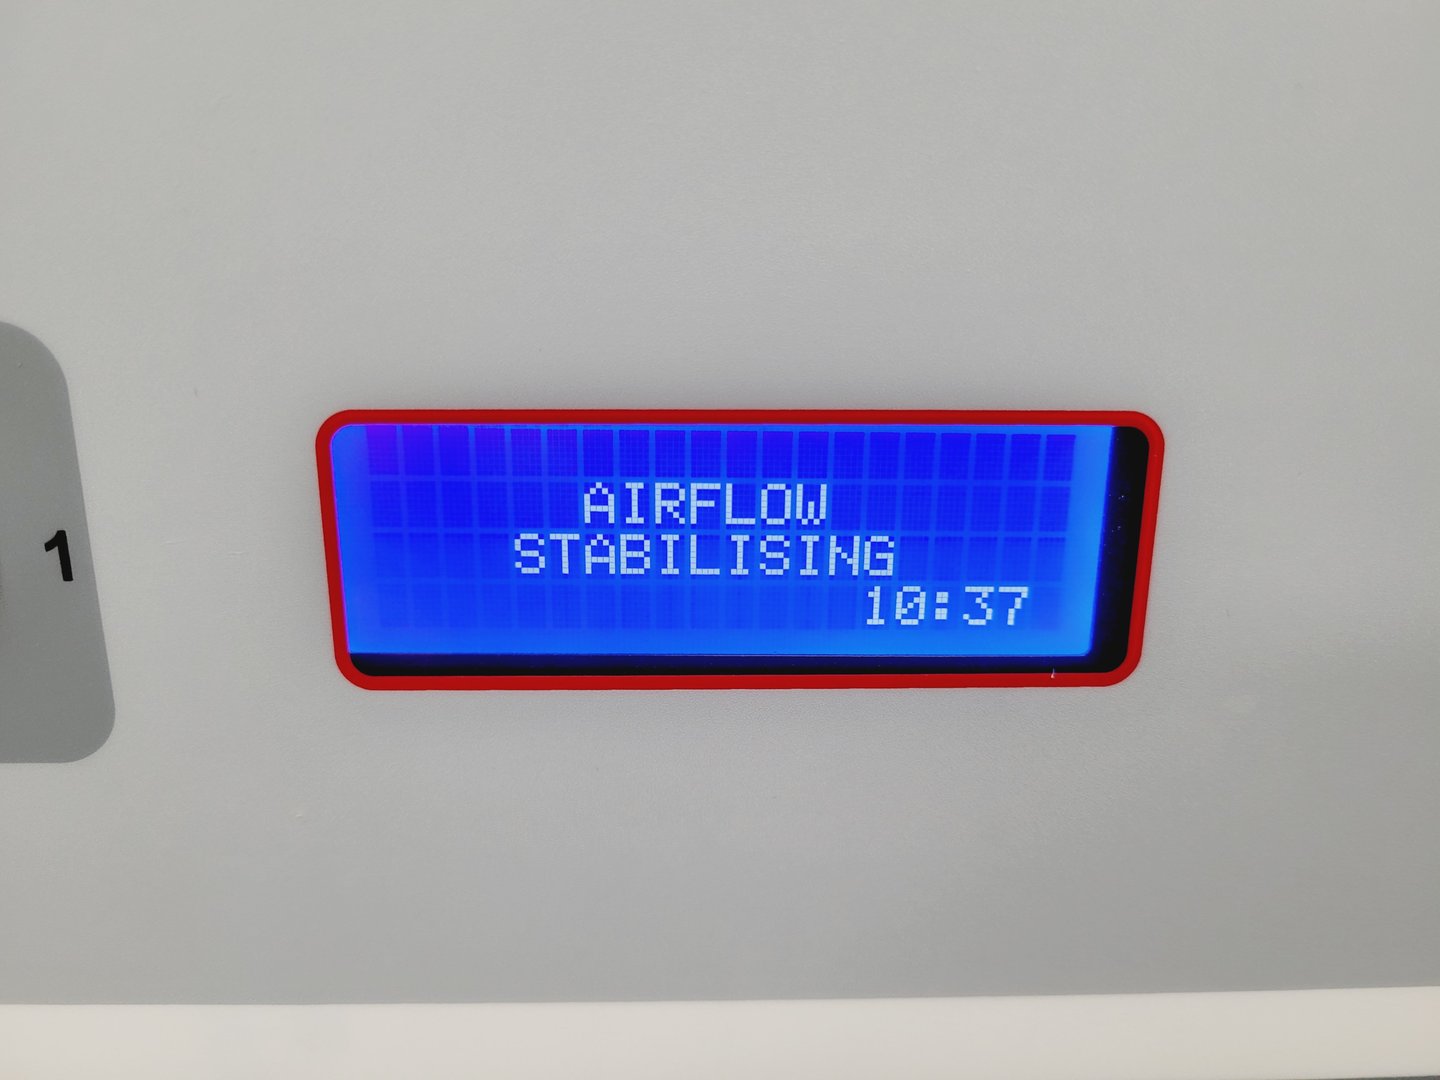 1
AIRFLOW
STABILISING
10:37